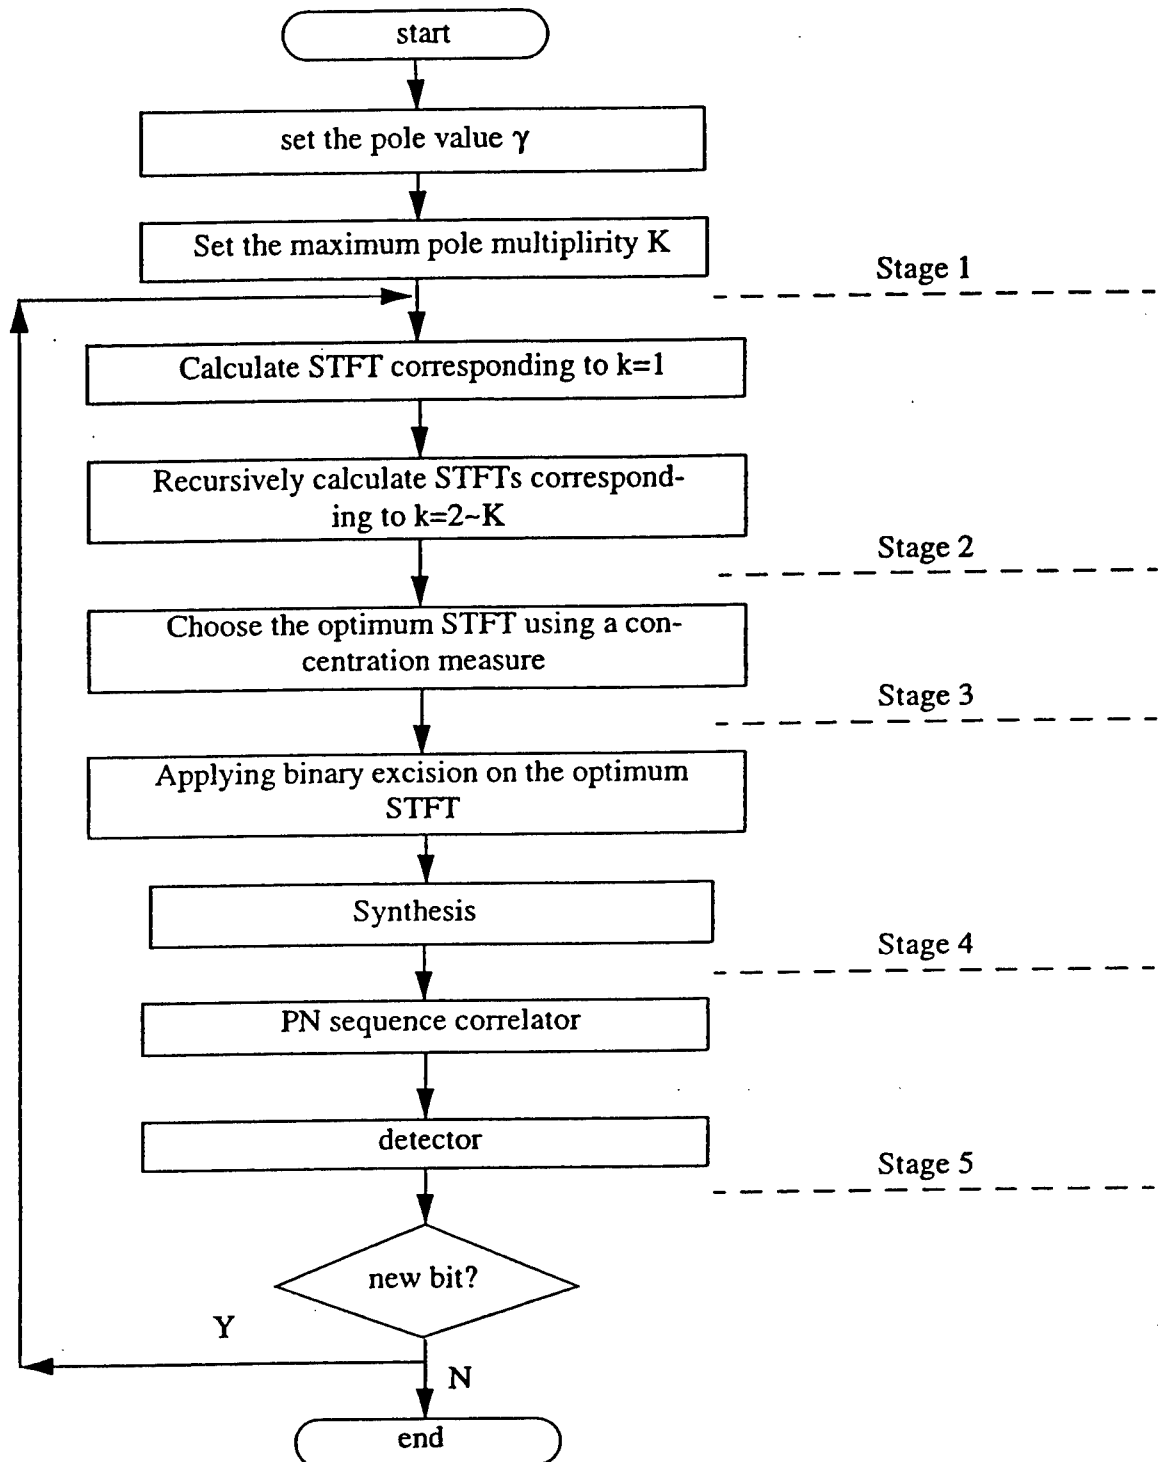 start
set the pole value γ
Set the maximum pole multiplirity K
Stage 1
Calculate STFT corresponding to k=1
Recursively calculate STFTs correspond-
ing to k=2~K
Stage 2
Choose the optimum STFT using a con-
centration measure
Stage 3
Applying binary excision on the optimum
STFT
Synthesis
Stage 4
PN sequence correlator
detector
Stage 5
new bit?
Y
N
end